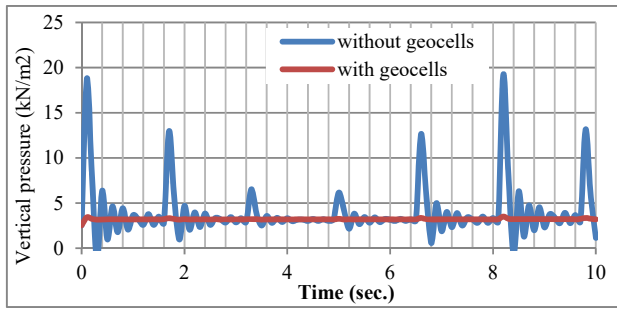 Vertical pressure (kN/m2)
25
20
15
10
5
0
without geocells
with geocells
0 2 4 6 8 10
Time (sec.)